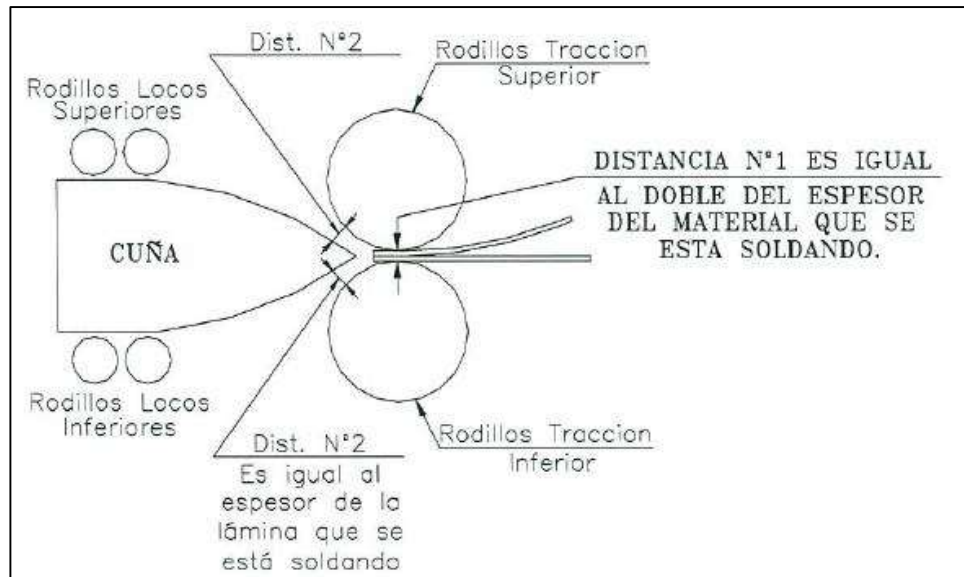 Dist. N°2
Rodillos Traccion
Superior
Rodillos Locos
Superiores
DISTANCIA N°1 ES IGUAL
AL DOBLE DEL ESPESOR
DEL MATERIAL QUE SE
ESTA SOLDANDO.
CUÑA
Rodillos Locos
Inferiores
Dist. N°2
Es igual al
espesor de la
lámina que se
está soldando
Rodillos Traccion
Inferior